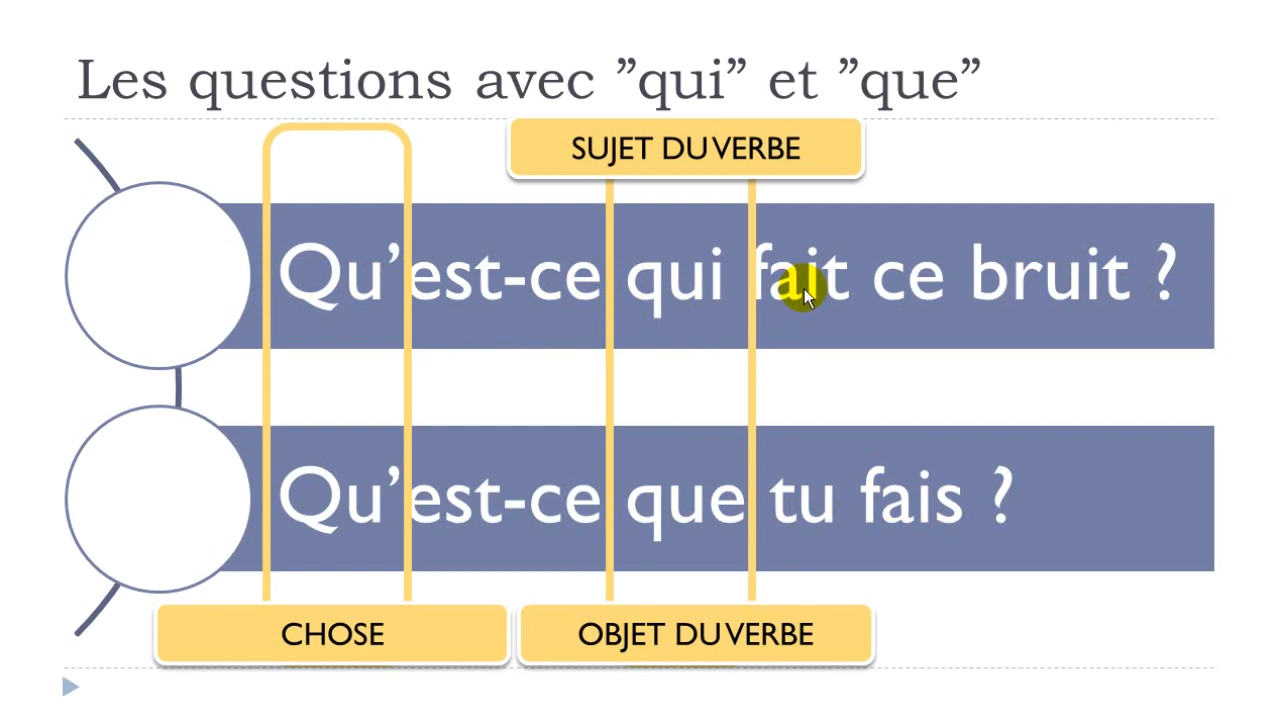 Les questions avec ”qui” et ”que”
SUJET DU VERBE
Qu’est-ce qui fait ce bruit ?
Qu’est-ce que tu fais ?
CHOSE
OBJET DU VERBE